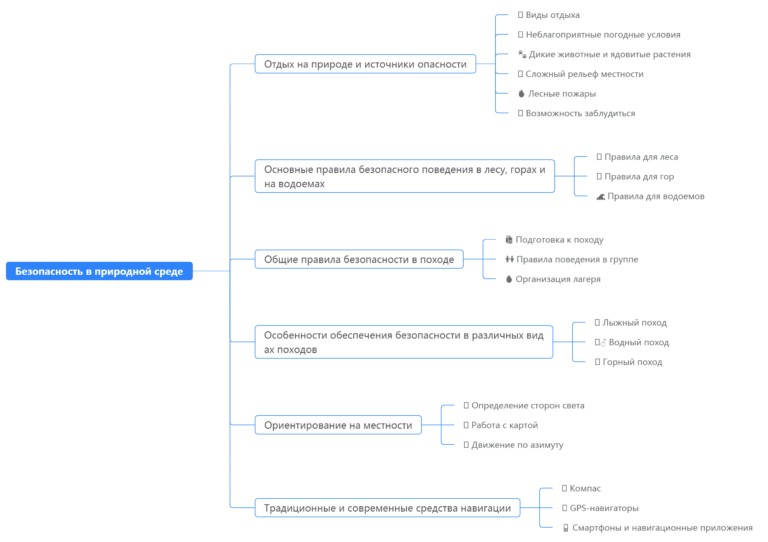 Безопасность в природной среде
Отдых на природе и источники опасности
Виды отдыха
Неблагоприятные погодные условия
Дикие животные и ядовитые растения
Сложный рельеф местности
Лесные пожары
Возможность заблудиться
Основные правила безопасного поведения в лесу, горах и
на водоемах
Правила для леса
Правила для гор
Правила для водоемов
Общие правила безопасности в походе
Подготовка к походу
Правила поведения в группе
Организация лагеря
Особенности обеспечения безопасности в различных вид
ах походов
Лыжный поход
Водный поход
Горный поход
Ориентирование на местности
Определение сторон света
Работа с картой
Движение по азимуту
Традиционные и современные средства навигации
Компас
GPS-навигаторы
Смартфоны и навигационные приложения